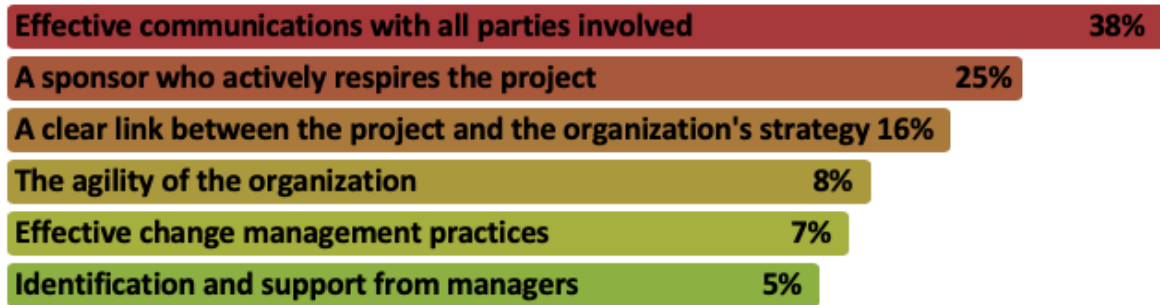 Effective communications with all parties involved 38%
A sponsor who actively respires the project 25%
A clear link between the project and the organization's strategy 16%
The agility of the organization 8%
Effective change management practices 7%
Identification and support from managers 5%